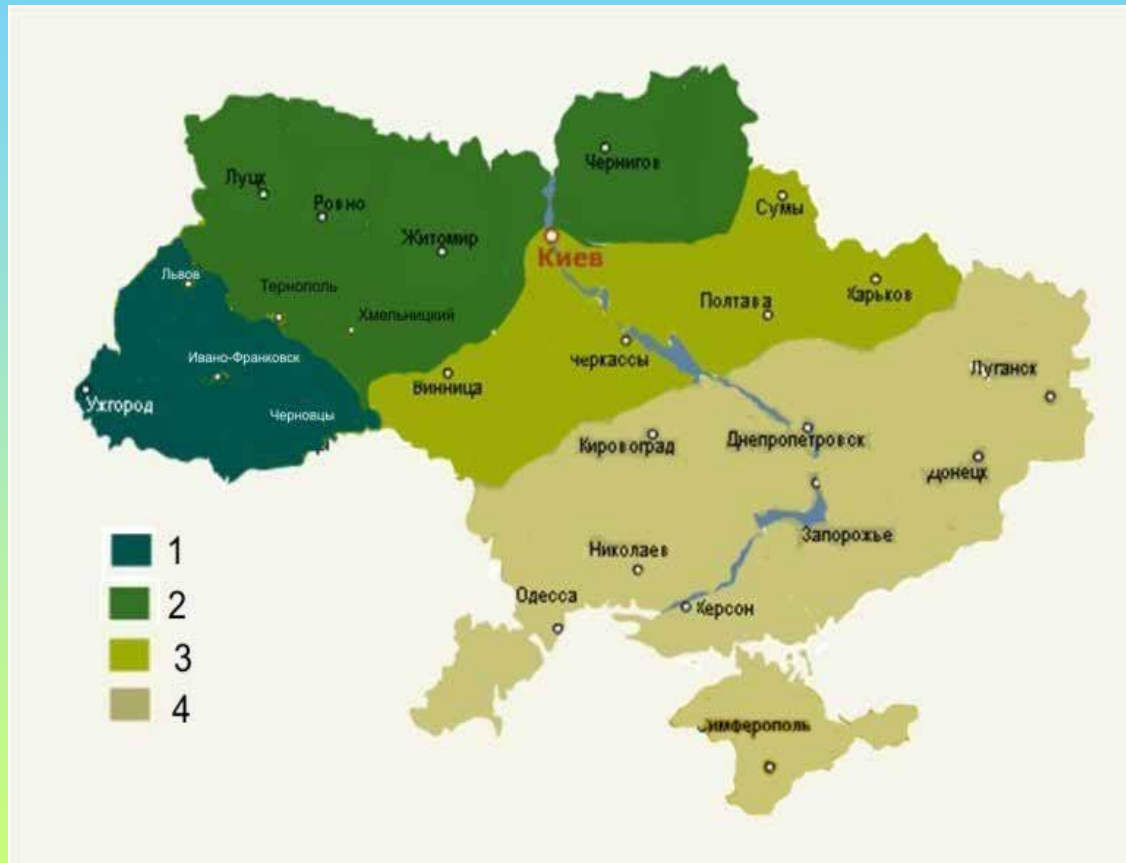 Чернигов
Луцк
Ровно
Сумы
Житомир
Киев
Львов
Тернополь
Хмельницкий
Полтава
Харьков
Ивано-Франковск
Черкассы
Винница
Луганск
Ужгород
Черновцы
Кировоград
Днепропетровск
Донецк
Запорожье
1
Николаев
2
Одесса
Херсон
3
4
Симферополь